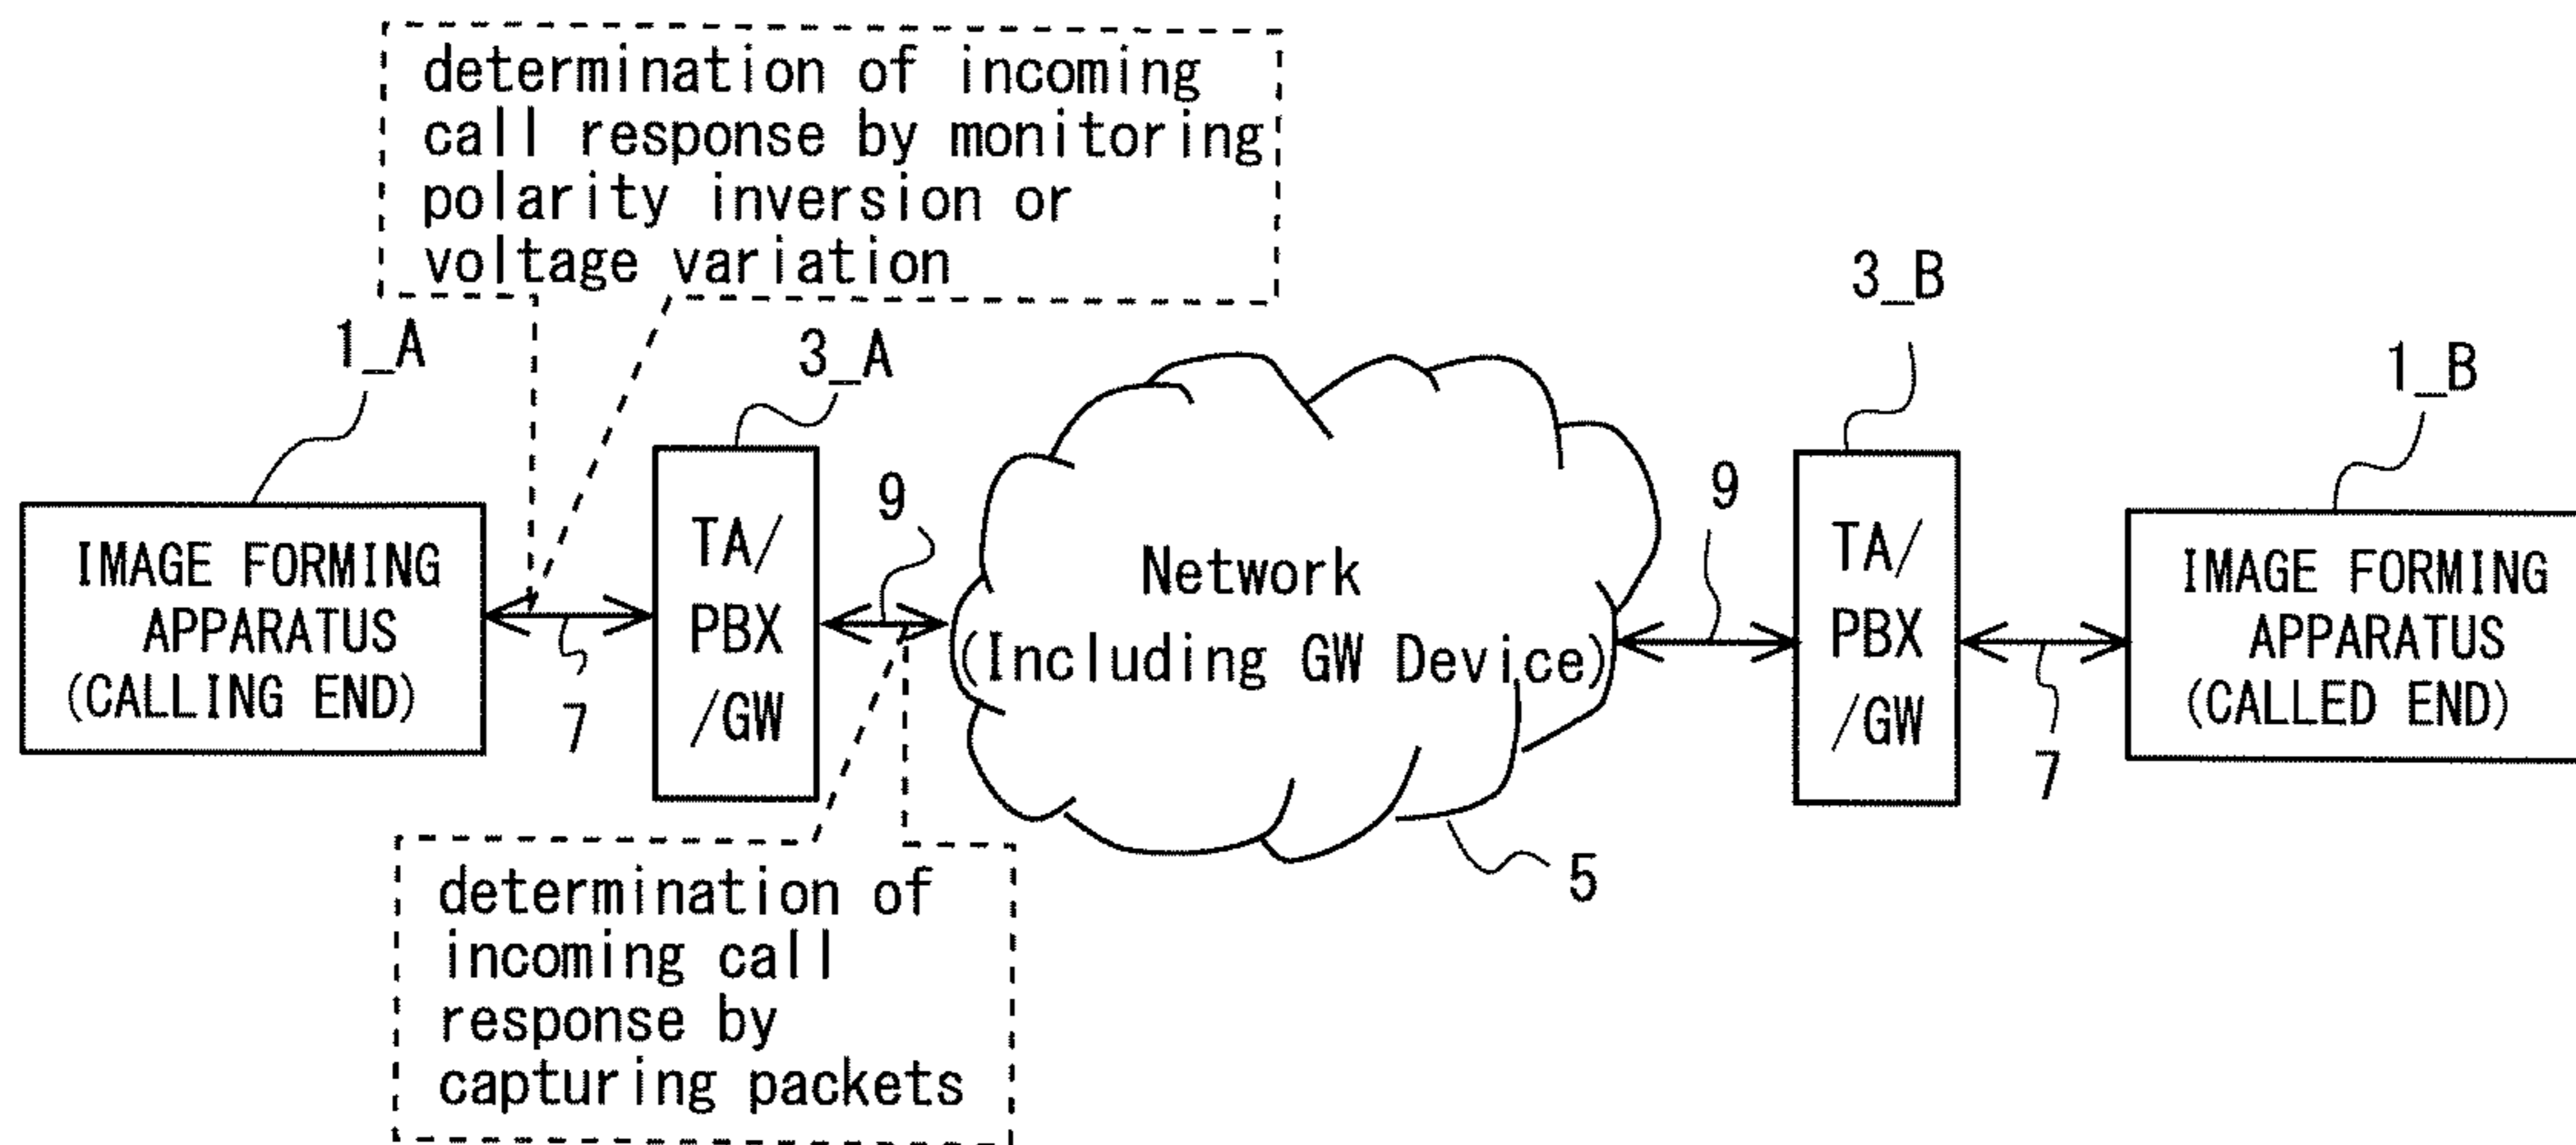 determination of incoming
call response by monitoring
polarity inversion or
voltage variation
1_A
3_A
3_B
1_B
IMAGE FORMING
APPARATUS
(CALLING END)
7
TA/
PBX
/GW
9
Network
(Including GW Device)
5
9
TA/
PBX
/GW
7
IMAGE FORMING
APPARATUS
(CALLED END)
determination of
incoming call
response by
capturing packets